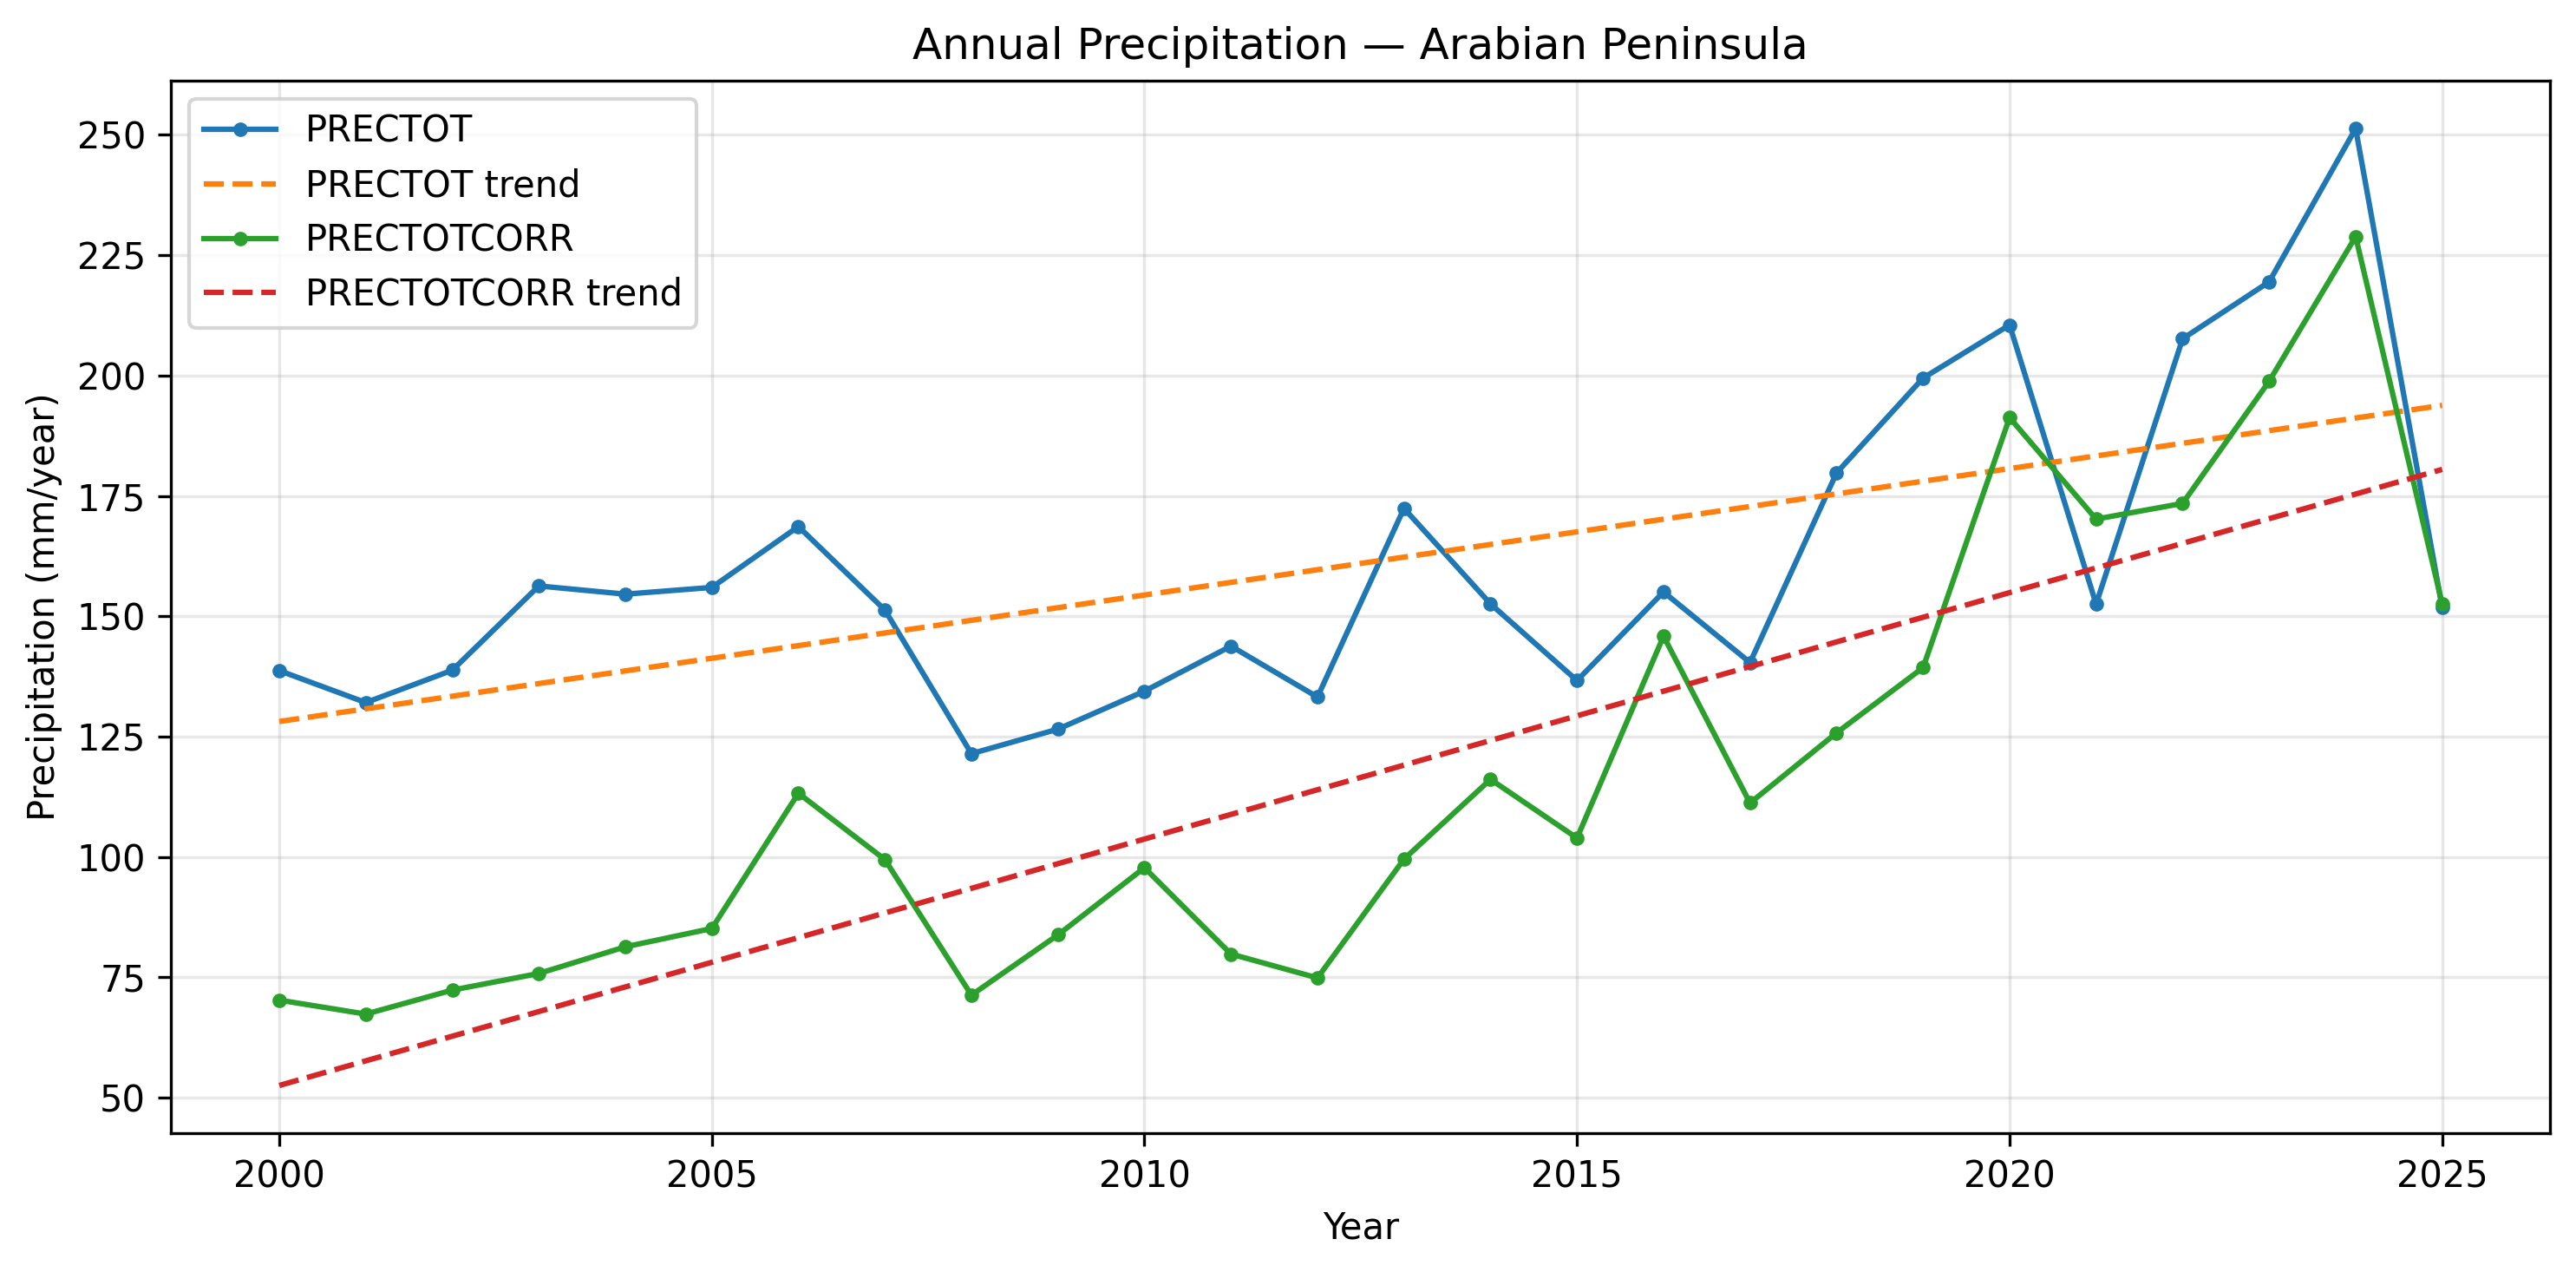 Annual Precipitation — Arabian Peninsula
PRECTOT
PRECTOT trend
PRECTOTCORR
PRECTOTCORR trend
Precipitation (mm/year)
250
225
200
175
150
125
100
75
50
2000 2005 2010 2015 2020 2025
Year